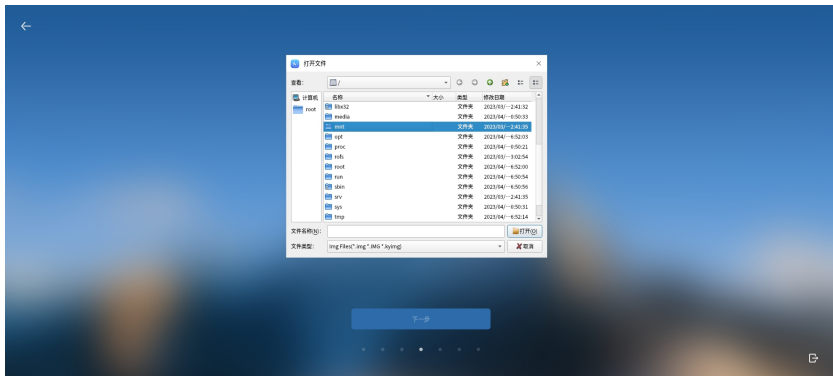 打开文件
查看: /
计算机
root
名称 大小 类型 修改日期
libx32 文件夹 2023/03/…2:41:32
media 文件夹 2023/04/…0:50:33
mnt 文件夹 2023/03/…2:41:35
opt 文件夹 2023/04/…6:52:03
proc 文件夹 2023/04/…0:50:21
rofs 文件夹 2023/03/…3:02:54
root 文件夹 2023/04/…6:52:00
run 文件夹 2023/04/…6:50:54
sbin 文件夹 2023/04/…6:50:56
srv 文件夹 2023/03/…2:41:35
sys 文件夹 2023/04/…6:50:31
tmp 文件夹 2023/04/…6:52:14
文件名称(N): 打开(O)
文件类型: Img Files(*.img *.IMG *.kyimg) 取消
下一步